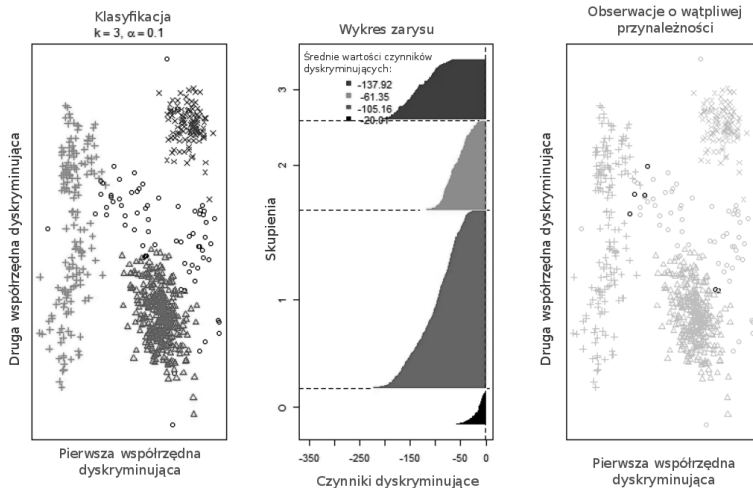 Klasyfikacja
k = 3, α = 0.1
Druga współrzędna dyskryminująca
Pierwsza współrzędna
dyskryminująca
Wykres zarysu
Średnie wartości czynników
dyskryminujących:
-137.92
-61.35
-105.16
-20.01
Skupienia
3
2
1
0
-350
-250
-150
-50
0
Czynniki dyskryminujące
Obserwacje o wątpliwej
przynależności
Druga współrzędna dyskryminująca
Pierwsza współrzędna
dyskryminująca